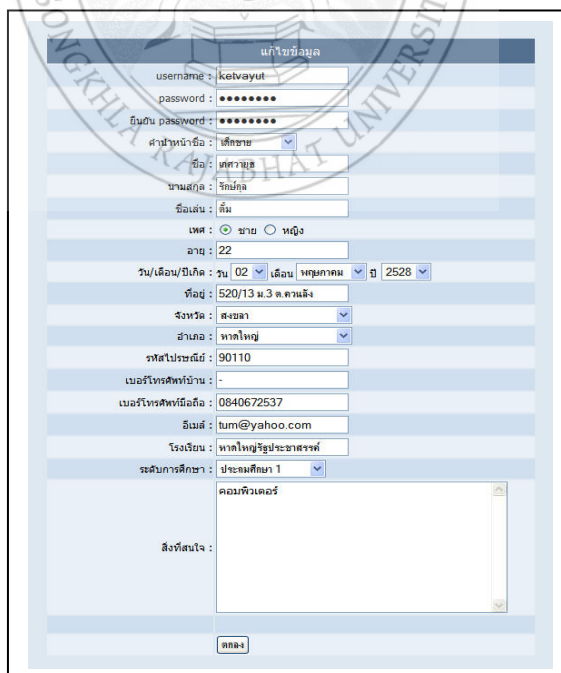 แก้ไขข้อมูล
username : ketvayut
password : ●●●●●●●●
ยืนยัน password : ●●●●●●●●
คำนำหน้าชื่อ : เด็กชาย
ชื่อ : เกศวายุธ
นามสกุล : รักษ์กุล
ชื่อเล่น : ตั้ม
เพศ : ชาย หญิง
อายุ : 22
วัน/เดือน/ปีเกิด : วัน 02 เดือน พฤษภาคม ปี 2528
ที่อยู่ : 520/13 ม.3 ต.ควนลัง
จังหวัด : สงขลา
อำเภอ : หาดใหญ่
รหัสไปรษณีย์ : 90110
เบอร์โทรศัพท์บ้าน : -
เบอร์โทรศัพท์มือถือ : 0840672537
อีเมล์ : tum@yahoo.com
โรงเรียน : หาดใหญ่รัฐประชาสรรค์
ระดับการศึกษา : ประถมศึกษา 1
สิ่งที่สนใจ : คอมพิวเตอร์
ตกลง
SONGKHLA RAJABHAT UNIVERSI